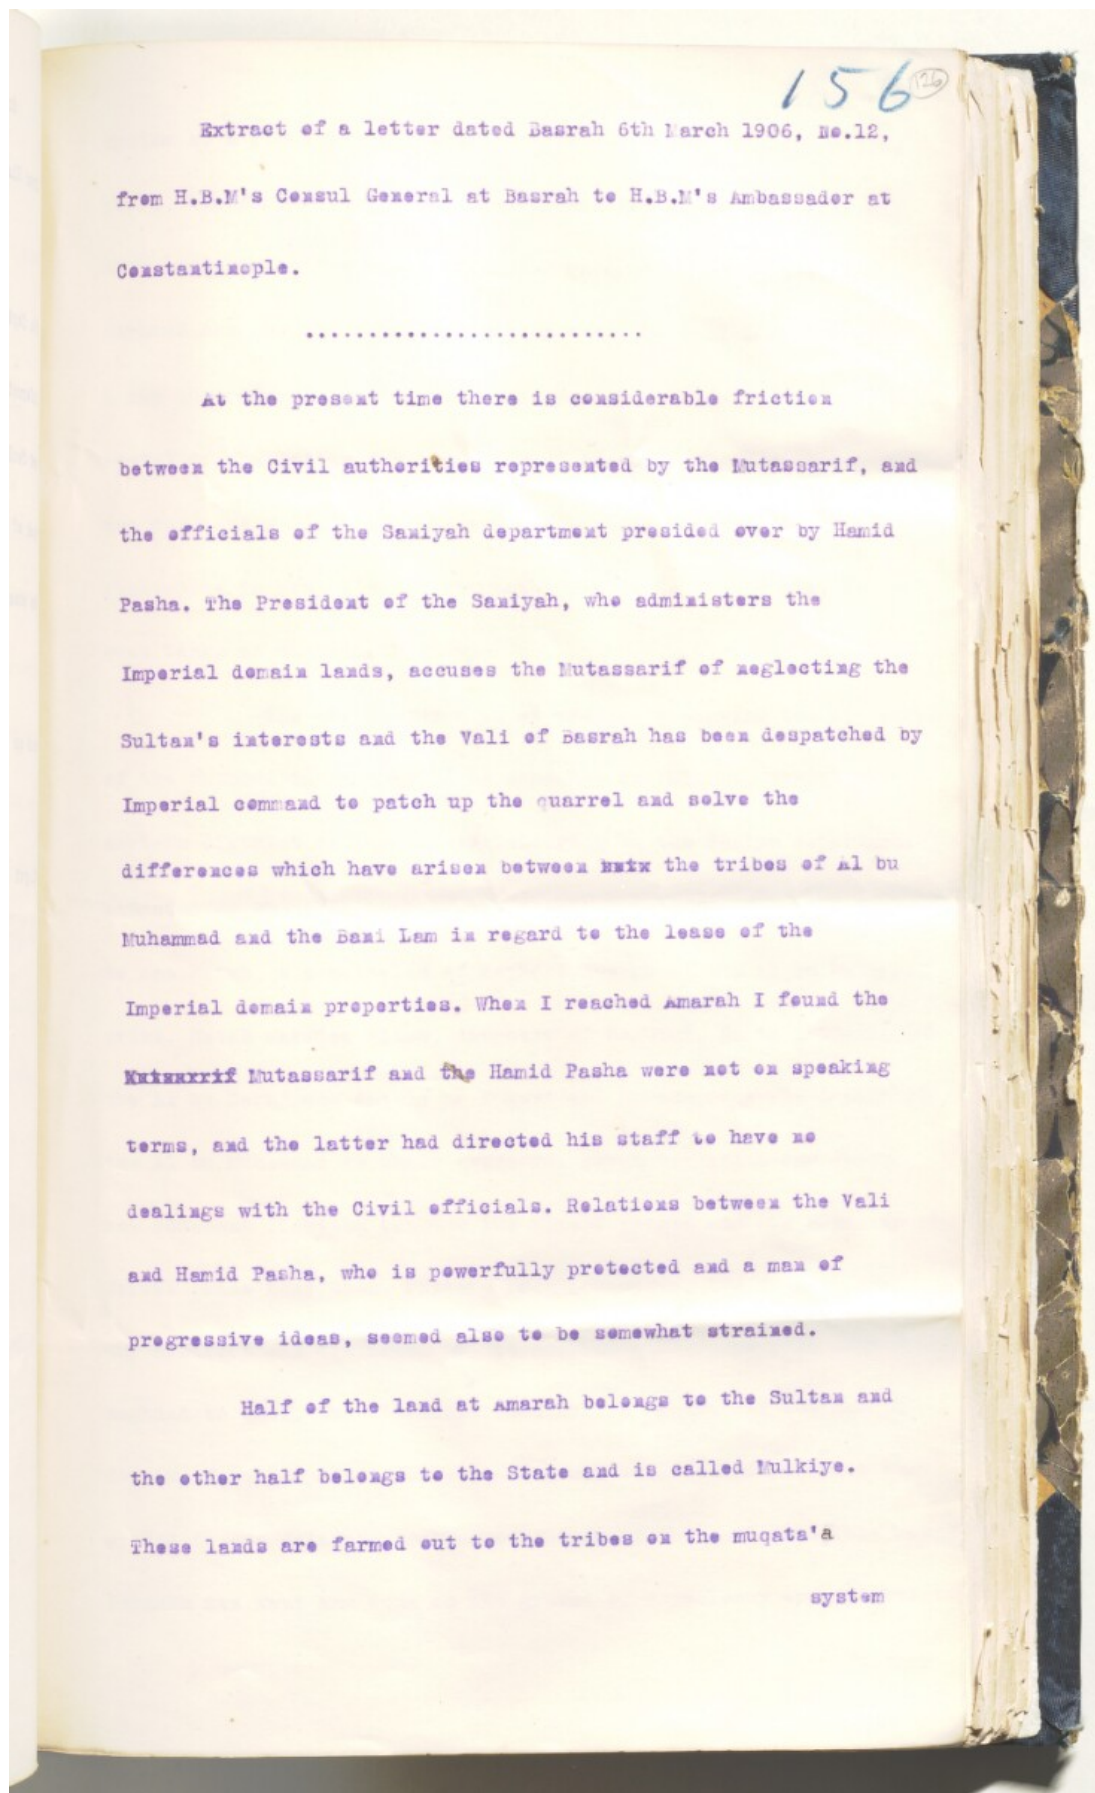 156
126
Extract of a letter dated Basrah 6th March 1906, No.12,
from H.B.M's Consul General at Basrah to H.B.M's Ambassador at
Constantinople.
...........................
At the present time there is considerable friction
between the Civil authorities represented by the Mutassarif, and
the officials of the Saniyah department presided over by Hamid
Pasha. The President of the Saniyah, who administers the
Imperial domain lands, accuses the Mutassarif of neglecting the
Sultan's interests and the Vali of Basrah has been despatched by
Imperial command to patch up the quarrel and solve the
differences which have arisen between the tribes of Al bu
Muhammad and the Bani Lam in regard to the lease of the
Imperial domain properties. When I reached Amarah I found the
Mutassarif and the Hamid Pasha were not on speaking
terms, and the latter had directed his staff to have no
dealings with the Civil officials. Relations between the Vali
and Hamid Pasha, who is powerfully protected and a man of
progressive ideas, seemed also to be somewhat strained.
Half of the land at Amarah belongs to the Sultan and
the other half belongs to the State and is called Mulkiye.
These lands are farmed out to the tribes on the muqata'a
system